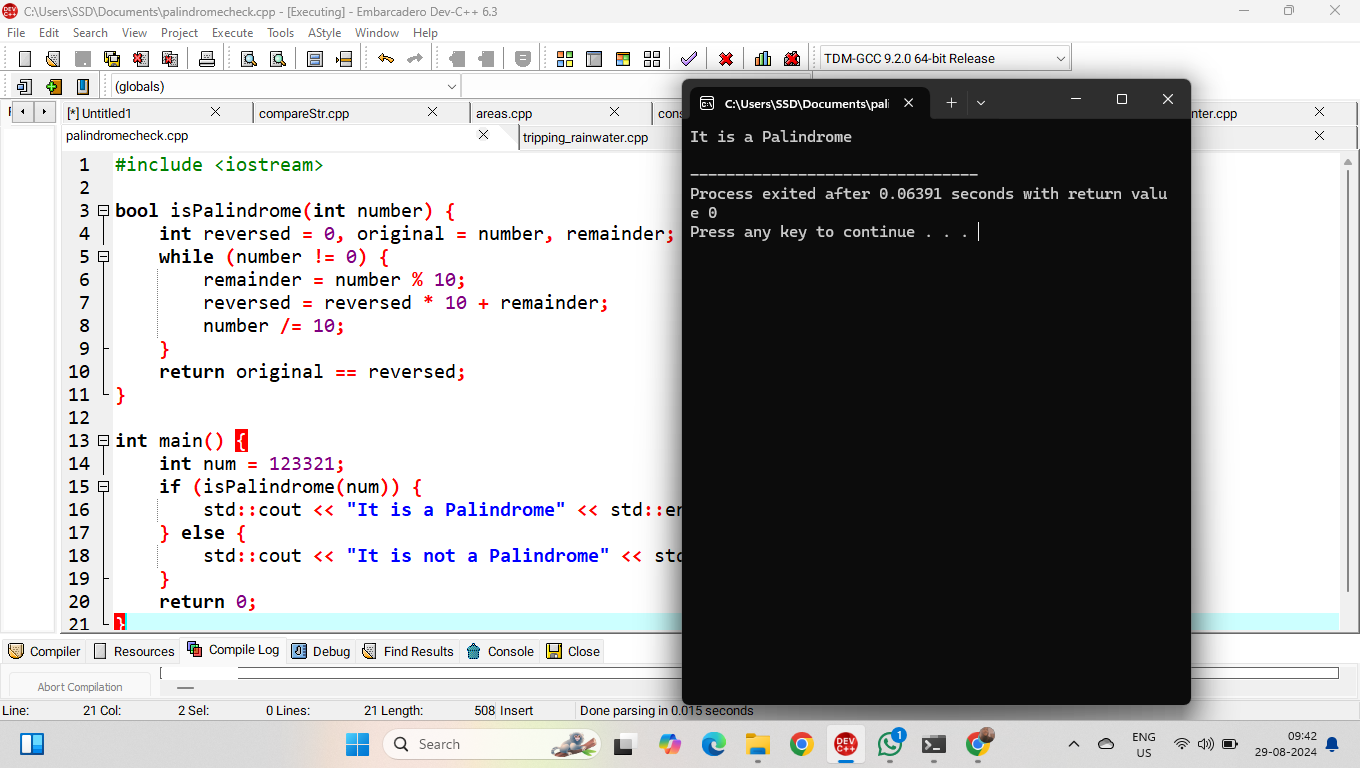 C:\Users\SSD\Documents\palindromecheck.cpp - [Executing] - Embarcadero Dev-C++ 6.3
File Edit Search View Project Execute Tools AStyle Window Help
TDM-GCC 9.2.0 64-bit Release
(globals)
[*] Untitled1 compareStr.cpp areas.cpp
palindromecheck.cpp tripping_rainwater.cpp
C:\Users\SSD\Documents\pali
It is a Palindrome
--------------------------------
Process exited after 0.06391 seconds with return valu
e 0
Press any key to continue . . .
1 #include <iostream>
2
3 bool isPalindrome(int number) {
4 int reversed = 0, original = number, remainder;
5 while (number != 0) {
6 remainder = number % 10;
7 reversed = reversed * 10 + remainder;
8 number /= 10;
9 }
10 return original == reversed;
11 }
12
13 int main() {
14 int num = 123321;
15 if (isPalindrome(num)) {
16 std::cout << "It is a Palindrome" <<
17 } else {
18 std::cout << "It is not a Palindrome" <<
19 }
20 return 0;
21 }
Compiler Resources Compile Log Debug Find Results Console Close
Abort Compilation
Line: 21 Col: 2 Sel: 0 Lines: 21 Length: 508 Insert Done parsing in 0.015 seconds
Search
DEV C++
1
ENG
US
09:42
29-08-2024